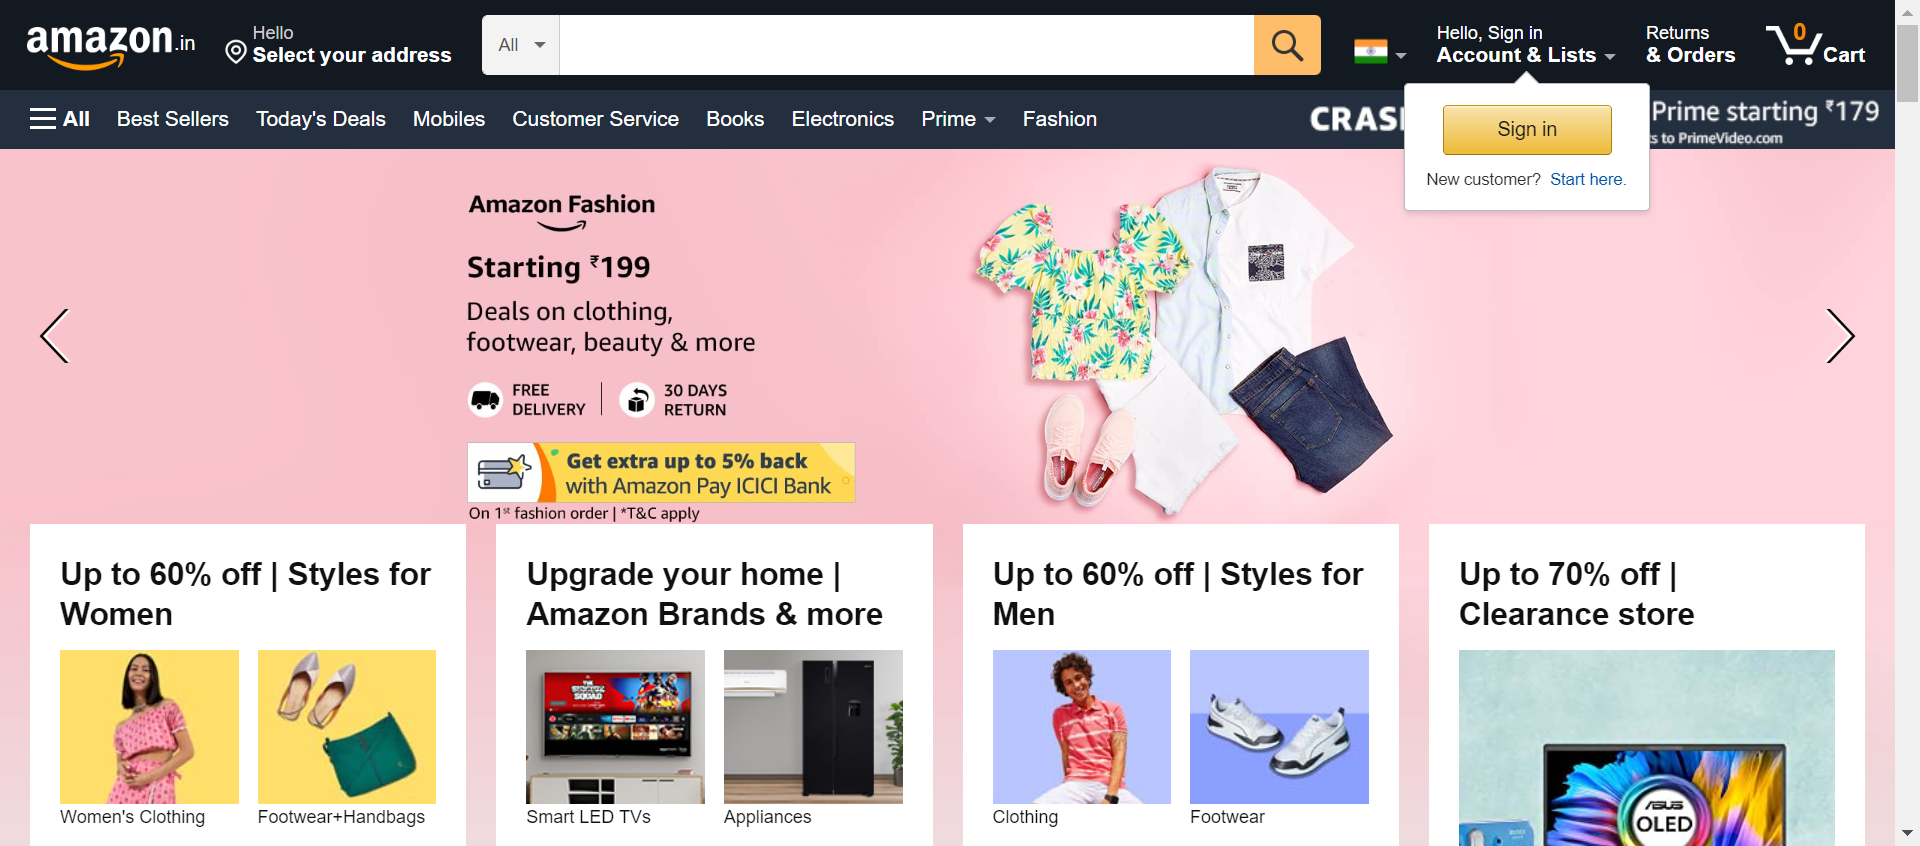 amazon.in
Hello
Select your address
All
Hello, Sign in
Account & Lists
Returns
& Orders
0
Cart
All
Best Sellers
Today's Deals
Mobiles
Customer Service
Books
Electronics
Prime
Fashion
Prime starting ₹179
to PrimeVideo.com
Sign in
New customer? Start here.
Amazon Fashion
Starting ₹199
Deals on clothing,
footwear, beauty & more
FREE
DELIVERY
30 DAYS
RETURN
Get extra up to 5% back
with Amazon Pay ICICI Bank
On 1st fashion order | *T&C apply
Up to 60% off | Styles for
Women
Women's Clothing
Footwear+Handbags
Upgrade your home |
Amazon Brands & more
THE
SUICIDE
SQUAD
Smart LED TVs
Appliances
Up to 60% off | Styles for
Men
Clothing
Footwear
Up to 70% off |
Clearance store
ASUS
OLED